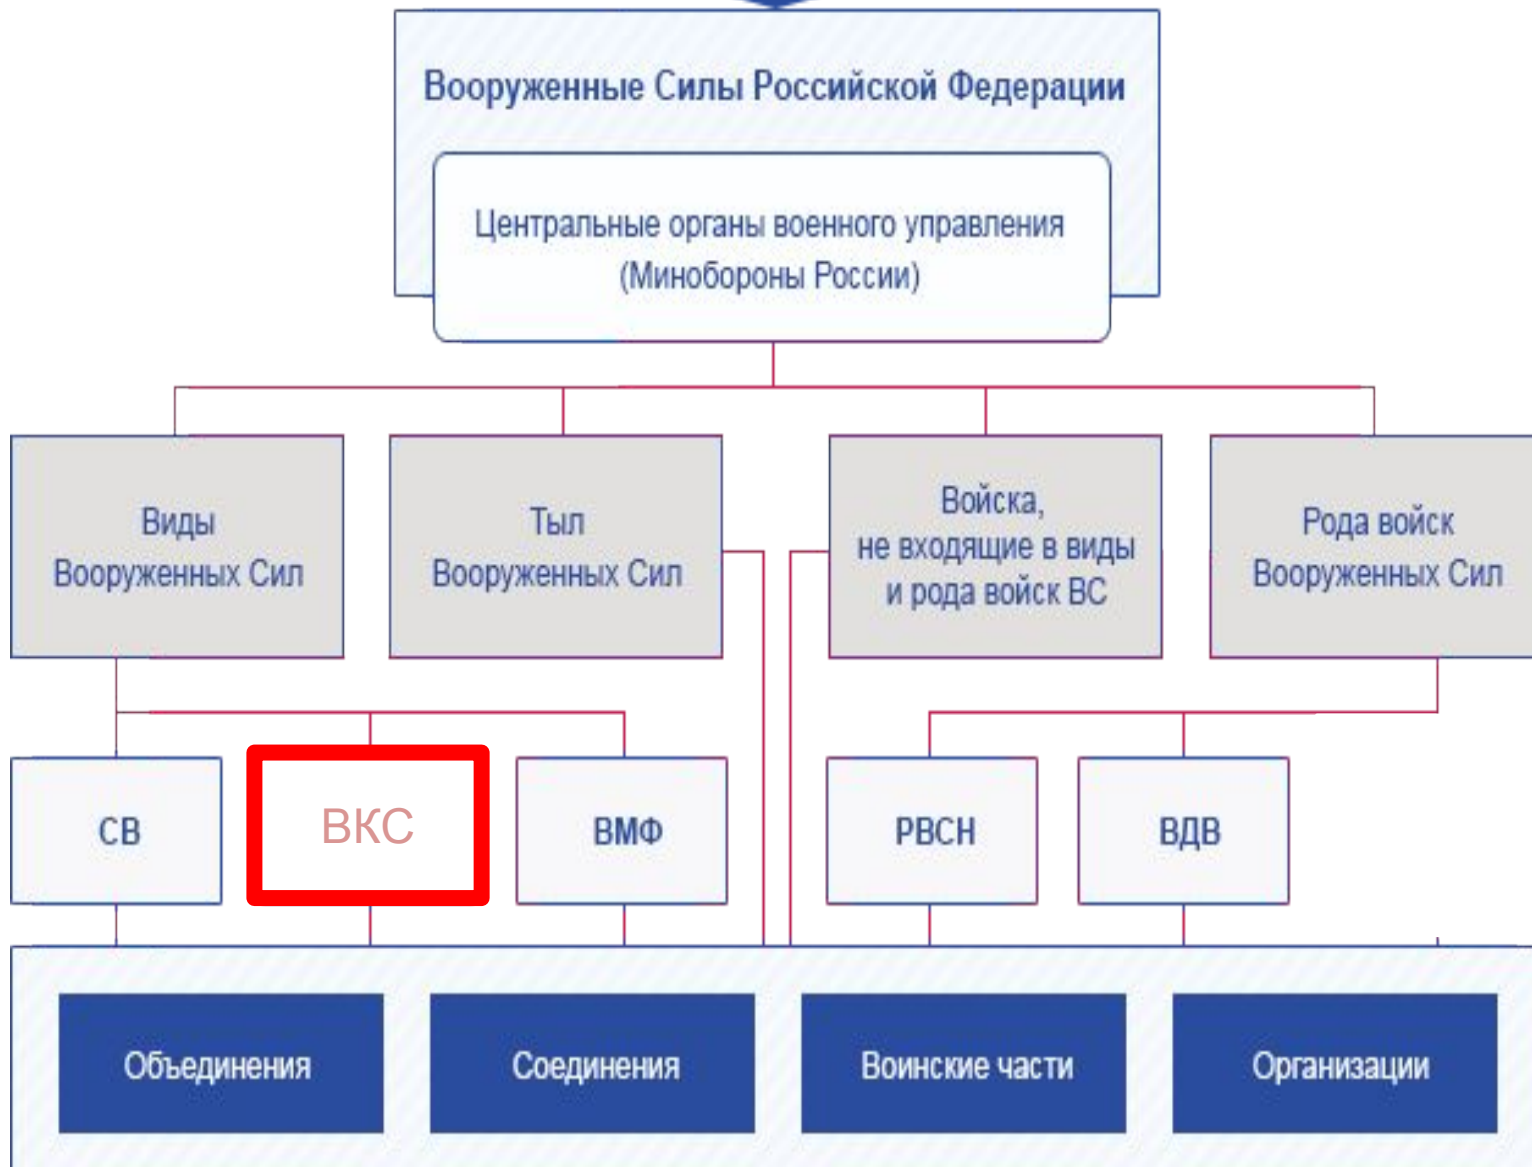 Вооруженные Силы Российской Федерации
Центральные органы военного управления
(Минобороны России)
Виды
Вооруженных Сил
Тыл
Вооруженных Сил
Войска,
не входящие в виды
и рода войск ВС
Рода войск
Вооруженных Сил
СВ
ВКС
ВМФ
РВСН
ВДВ
Объединения
Соединения
Воинские части
Организации